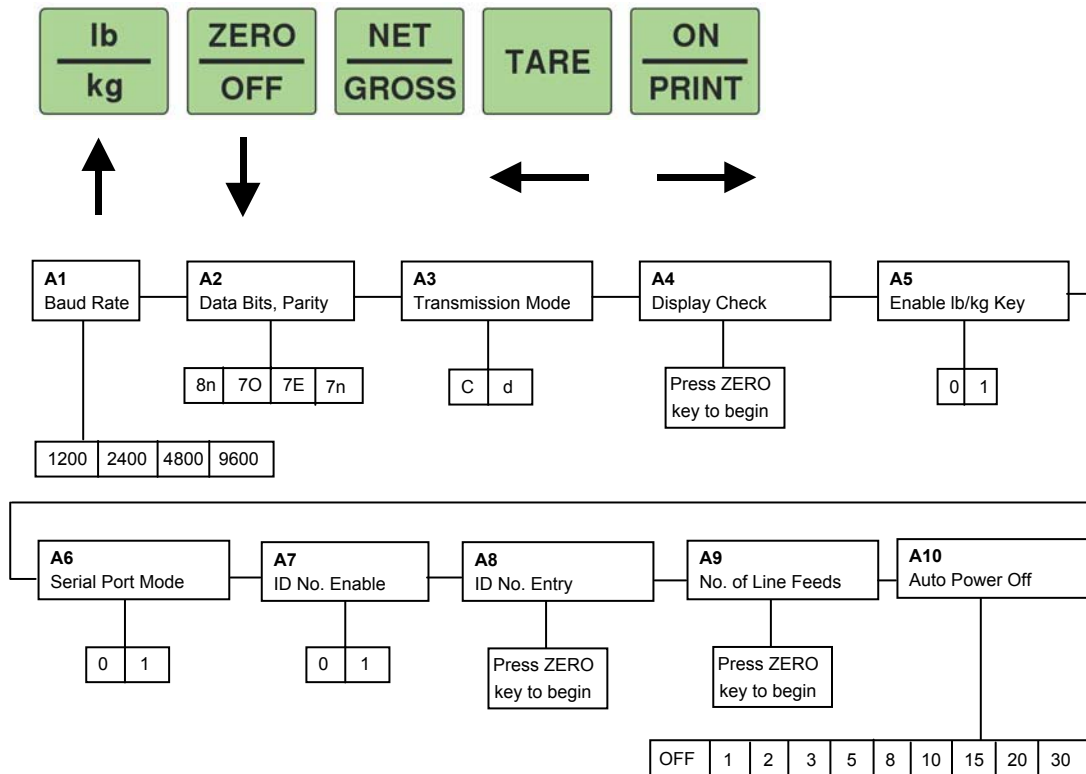 lb ZERO NET TARE ON
kg OFF GROSS PRINT
A1 A2 A3 A4 A5
Baud Rate Data Bits, Parity Transmission Mode Display Check Enable lb/kg Key
8n 7O 7E 7n C d Press ZERO key to begin 0 1
1200 2400 4800 9600
A6 A7 A8 A9 A10
Serial Port Mode ID No. Enable ID No. Entry No. of Line Feeds Auto Power Off
0 1 0 1 Press ZERO key to begin Press ZERO key to begin
OFF 1 2 3 5 8 10 15 20 30